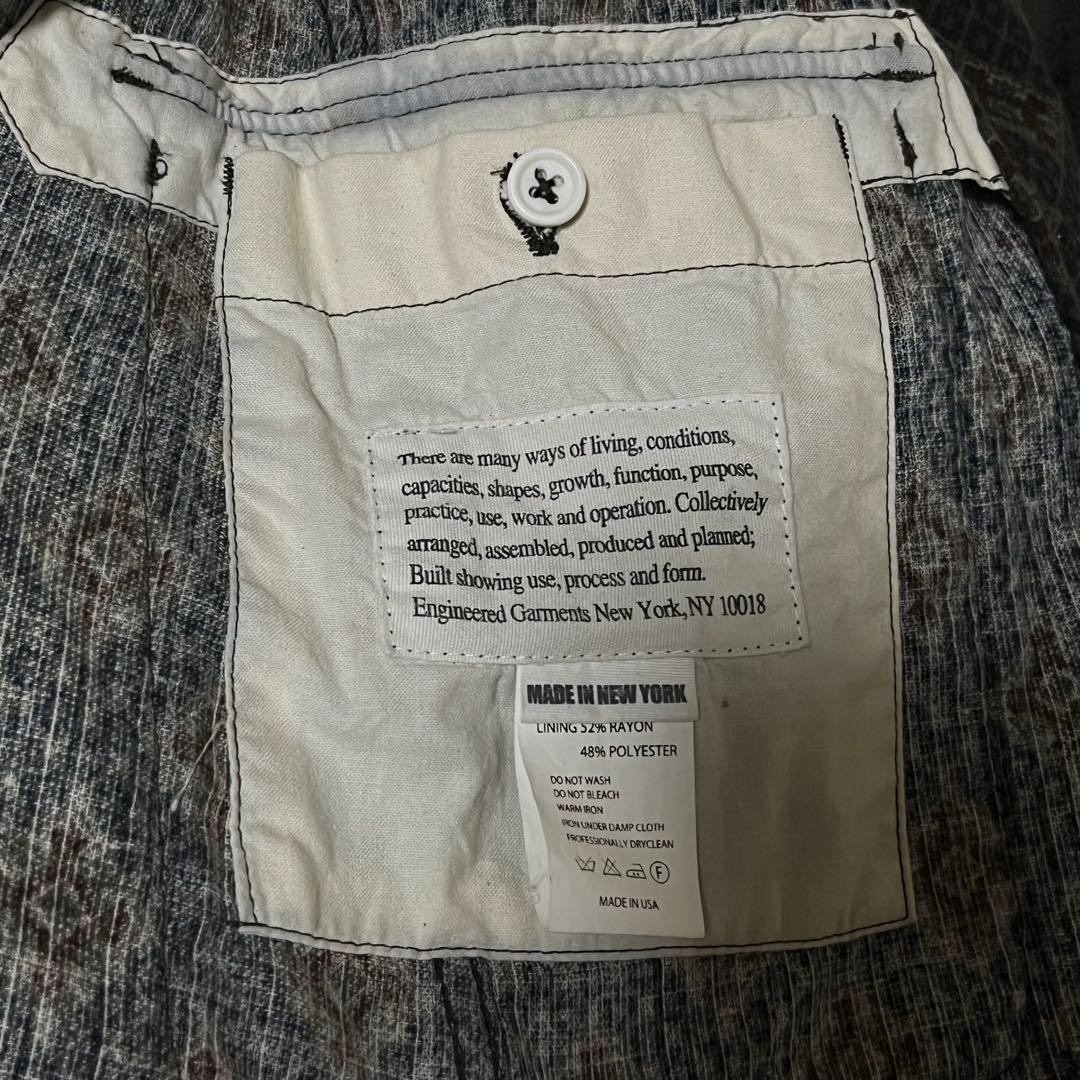 There are many ways of living, conditions,
capacities, shapes, growth, function, purpose,
practice, use, work and operation. Collectively
arranged, assembled, produced and planned;
Built showing use, process and form.
Engineered Garments New York, NY 10018
MADE IN NEW YORK
LINING 52% RAYON
48% POLYESTER
DO NOT WASH
DO NOT BLEACH
WARM IRON
IRON UNDER DAMP CLOTH
PROFESSIONALLY DRYCLEAN
F
MADE IN USA